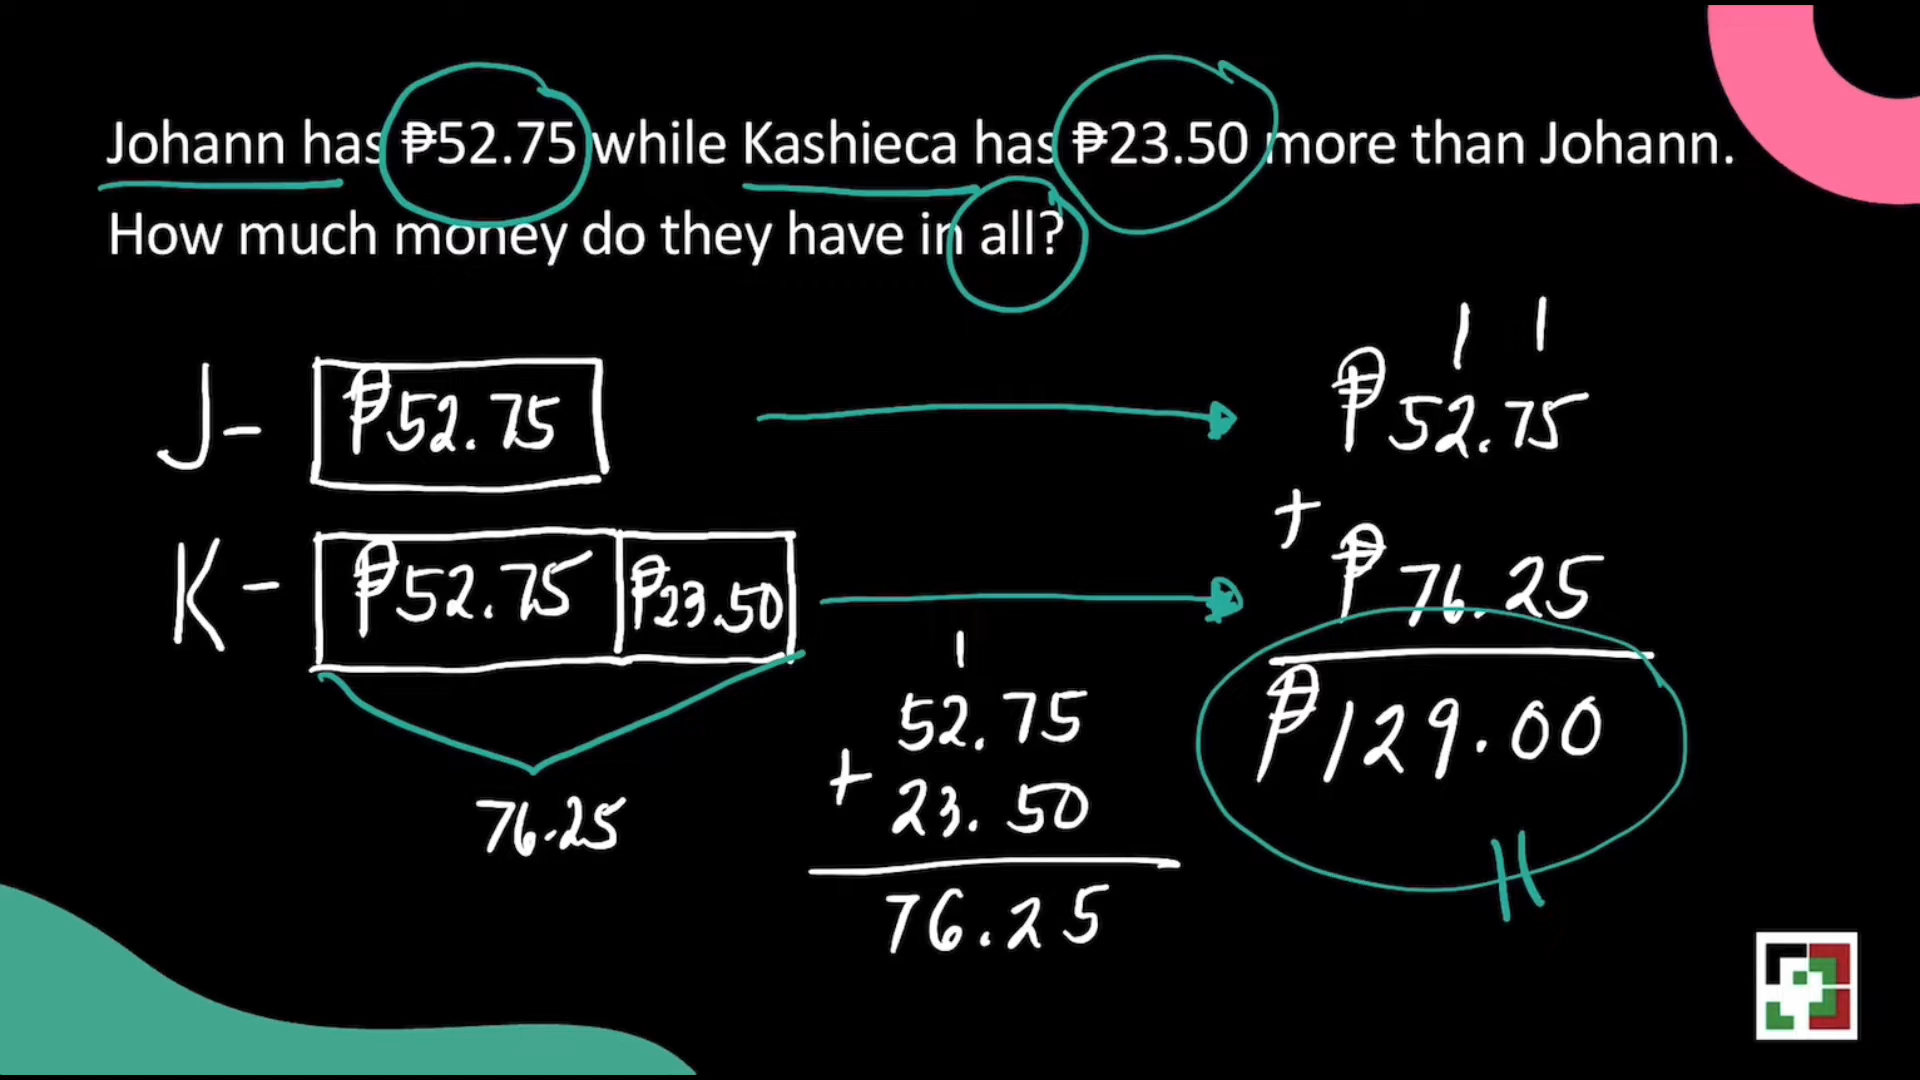 Johann has ₱52.75 while Kashieca has ₱23.50 more than Johann.
How much money do they have in all?
J- ₱52.75
1 1
₱52.75
K- ₱52.75 ₱23.50
+ ₱76.25
₱129.00
76.25
1
52.75
+ 23.50
76.25